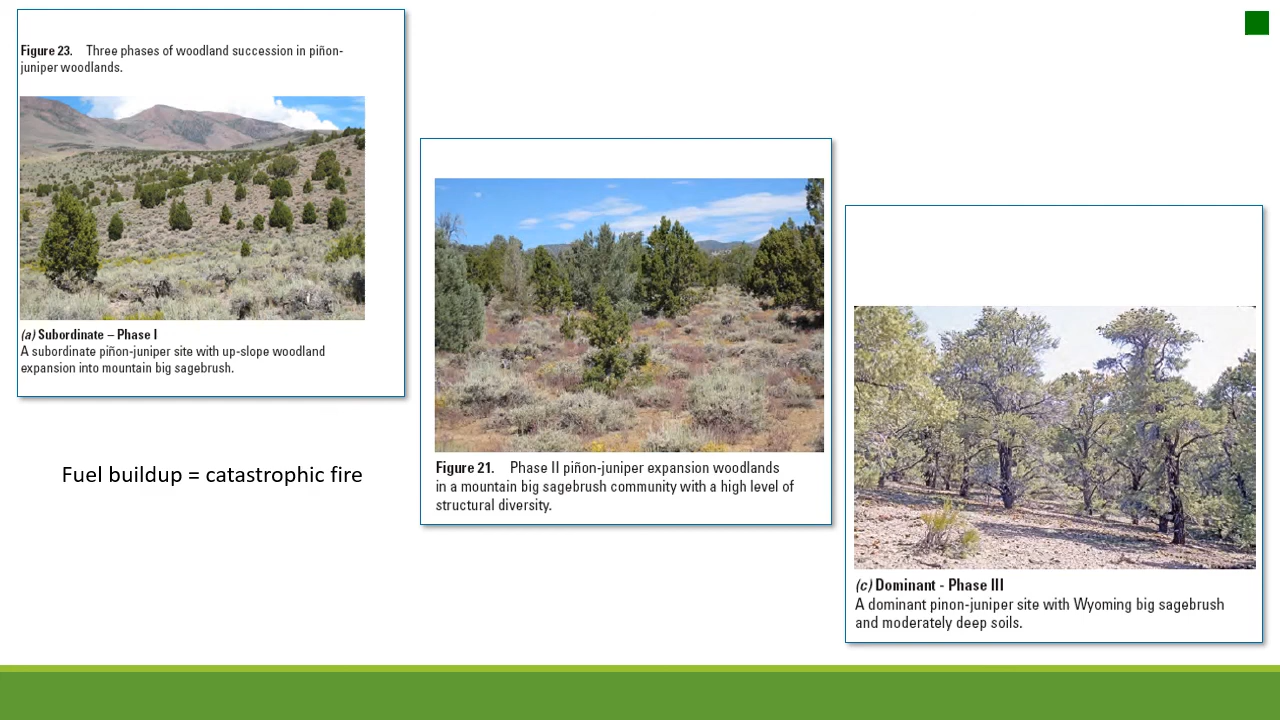 Figure 23. Three phases of woodland succession in piñon-
juniper woodlands.
(a) Subordinate – Phase I
A subordinate piñon-juniper site with up-slope woodland
expansion into mountain big sagebrush.
Fuel buildup = catastrophic fire
Figure 21. Phase II piñon-juniper expansion woodlands
in a mountain big sagebrush community with a high level of
structural diversity.
(c) Dominant - Phase III
A dominant pinon-juniper site with Wyoming big sagebrush
and moderately deep soils.